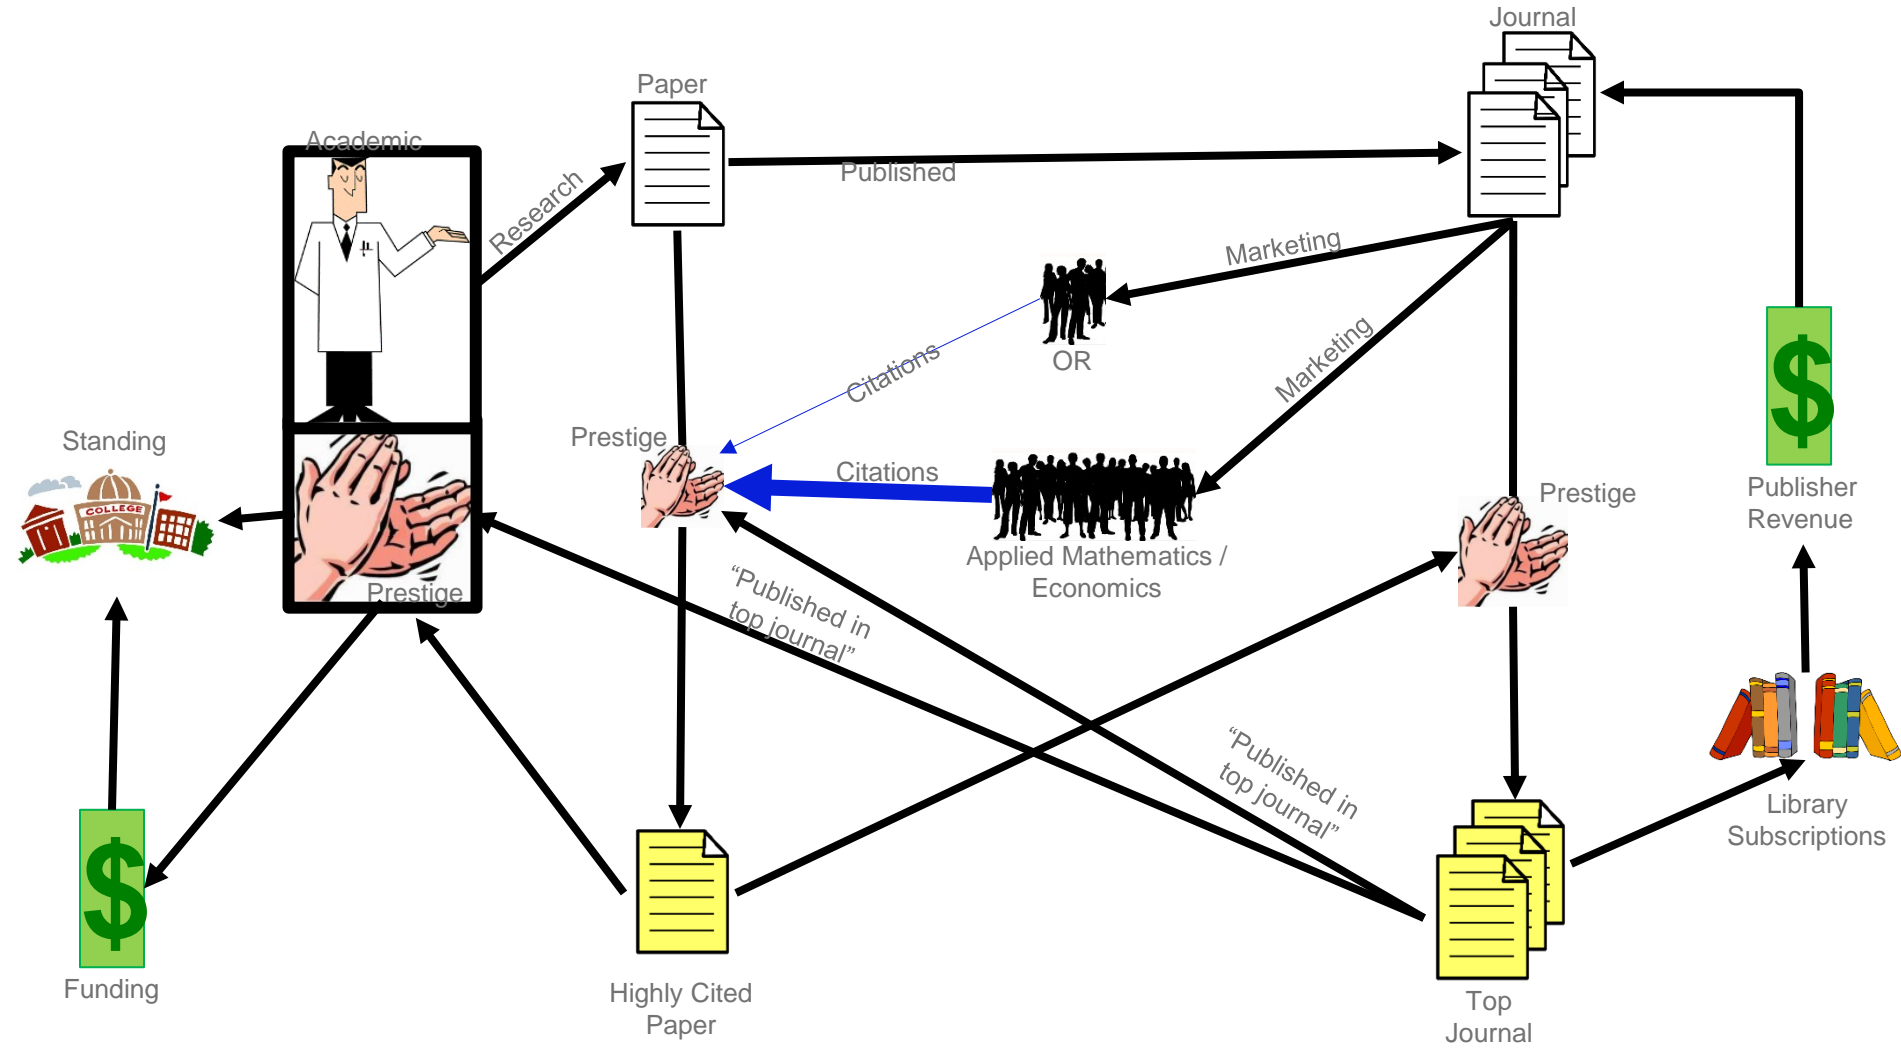 Journal
Paper
Academic
Research
Published
Marketing
OR
Marketing
Citations
Standing
Prestige
Citations
COLLEGE
Prestige
Prestige
Applied Mathematics /
Economics
$
Publisher
Revenue
“Published in
top journal”
“Published in
top journal”
Library
Subscriptions
$
Funding
Highly Cited
Paper
Top
Journal